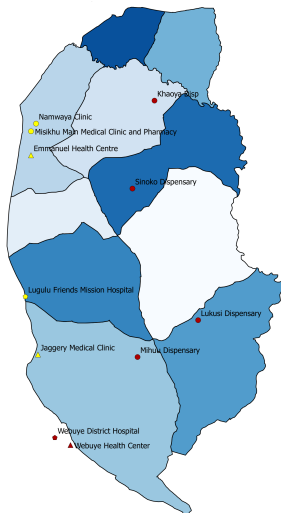 Khaoya Disp
Namwaya Clinic
Misikhu Main Medical Clinic and Pharmacy
Emmanuel Health Centre
Sinoko Dispensary
Lugulu Friends Mission Hospital
Lukusi Dispensary
Jaggery Medical Clinic
Mihuu Dispensary
Webuye District Hospital
Webuye Health Center